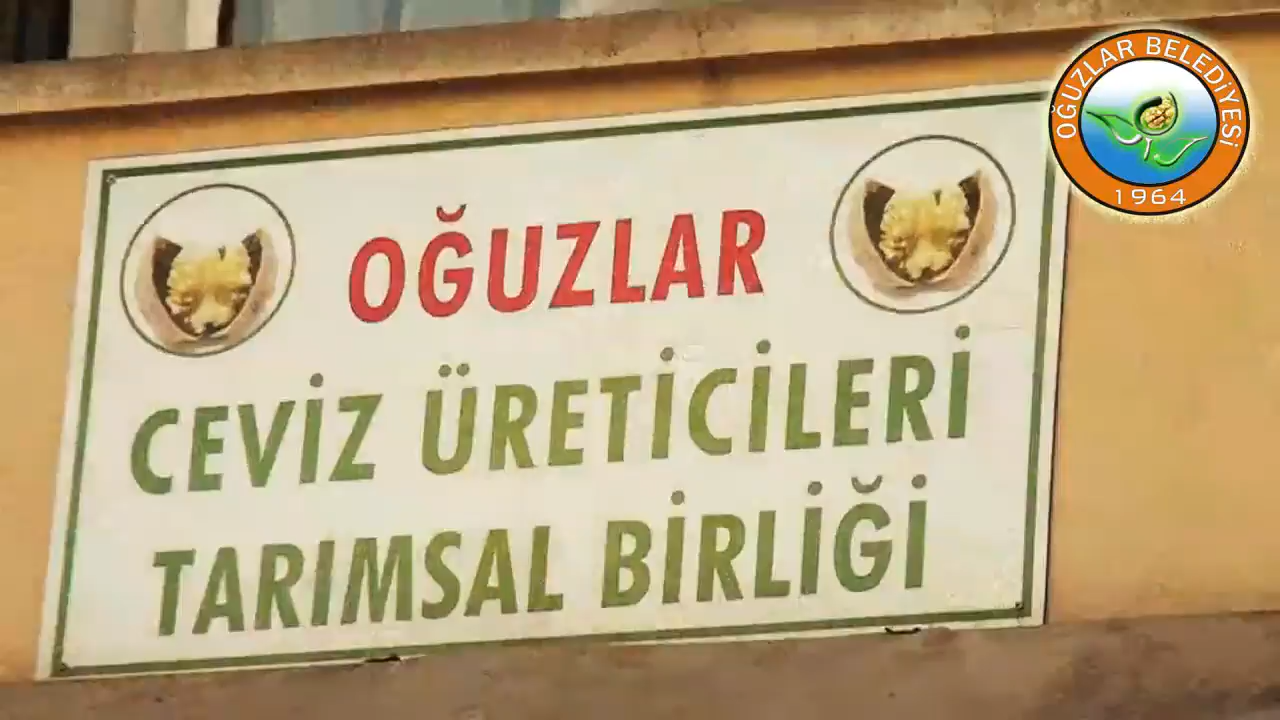 OĞUZLAR BELEDİYESİ
1964
OĞUZLAR
CEVİZ ÜRETİCİLERİ
TARIMSAL BİRLİĞİ